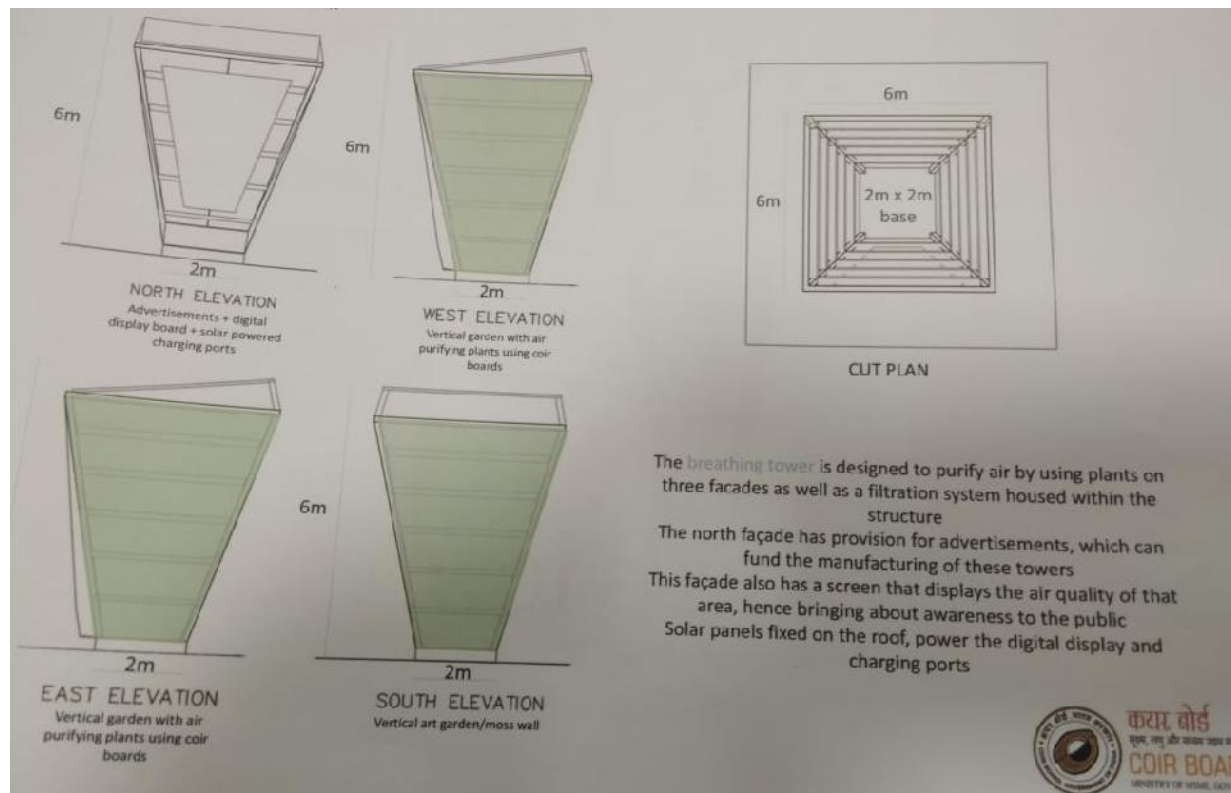 6m
2m
NORTH ELEVATION
Advertisements + digital
display board + solar powered
charging ports
6m
2m
WEST ELEVATION
Vertical garden with air
purifying plants using coir
boards
6m
6m
2m x 2m
base
CUT PLAN
2m
EAST ELEVATION
Vertical garden with air
purifying plants using coir
boards
6m
2m
SOUTH ELEVATION
Vertical art garden/moss wall
The breathing tower is designed to purify air by using plants on
three facades as well as a filtration system housed within the
structure
The north façade has provision for advertisements, which can
fund the manufacturing of these towers
This façade also has a screen that displays the air quality of that
area, hence bringing about awareness to the public
Solar panels fixed on the roof, power the digital display and
charging ports
कयर बोर्ड
COIR BOA
MINISTRY OF MSME,